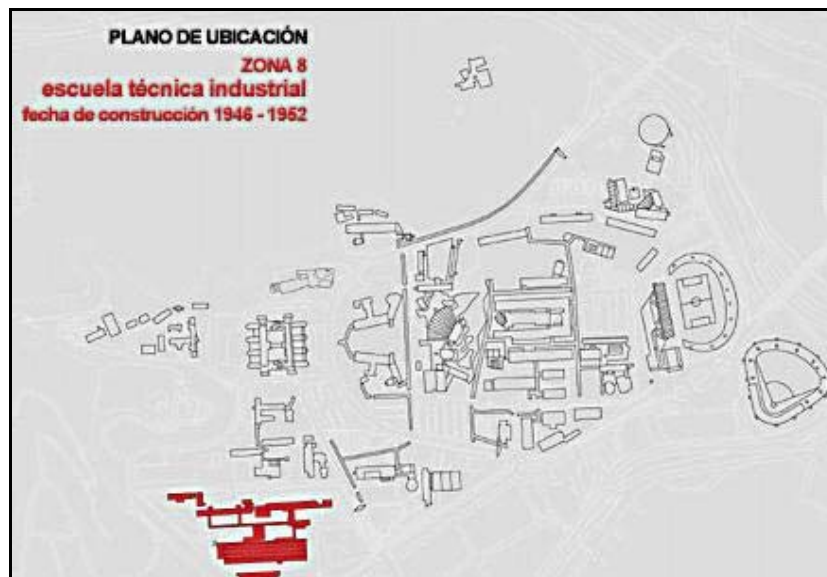 PLANO DE UBICACIÓN
ZONA 8
escuela técnica industrial
fecha de construcción 1946 - 1952